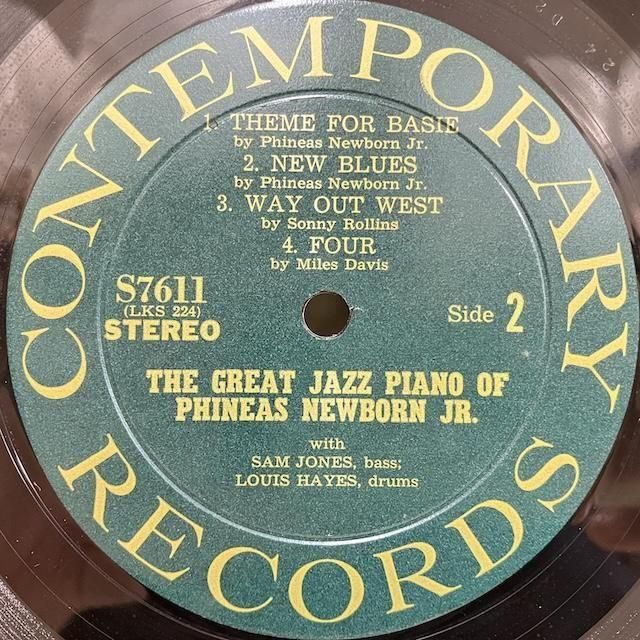 CONTEMPORARY
1. THEME FOR BASIE
by Phineas Newborn Jr.
2. NEW BLUES
by Phineas Newborn Jr.
3. WAY OUT WEST
by Sonny Rollins
4. FOUR
by Miles Davis
S7611
(LKS 224)
STEREO
Side 2
THE GREAT JAZZ PIANO OF
PHINEAS NEWBORN JR.
with
SAM JONES, bass;
LOUIS HAYES, drums
RECORDS